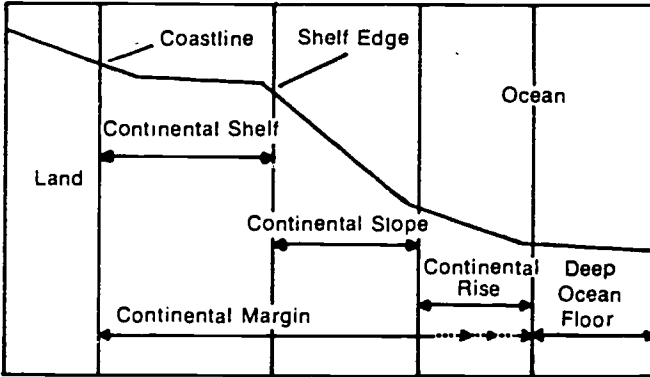 Coastline
Shelf Edge
Ocean
Continental Shelf
Land
Continental Slope
Continental
Rise
Deep
Ocean
Floor
Continental Margin